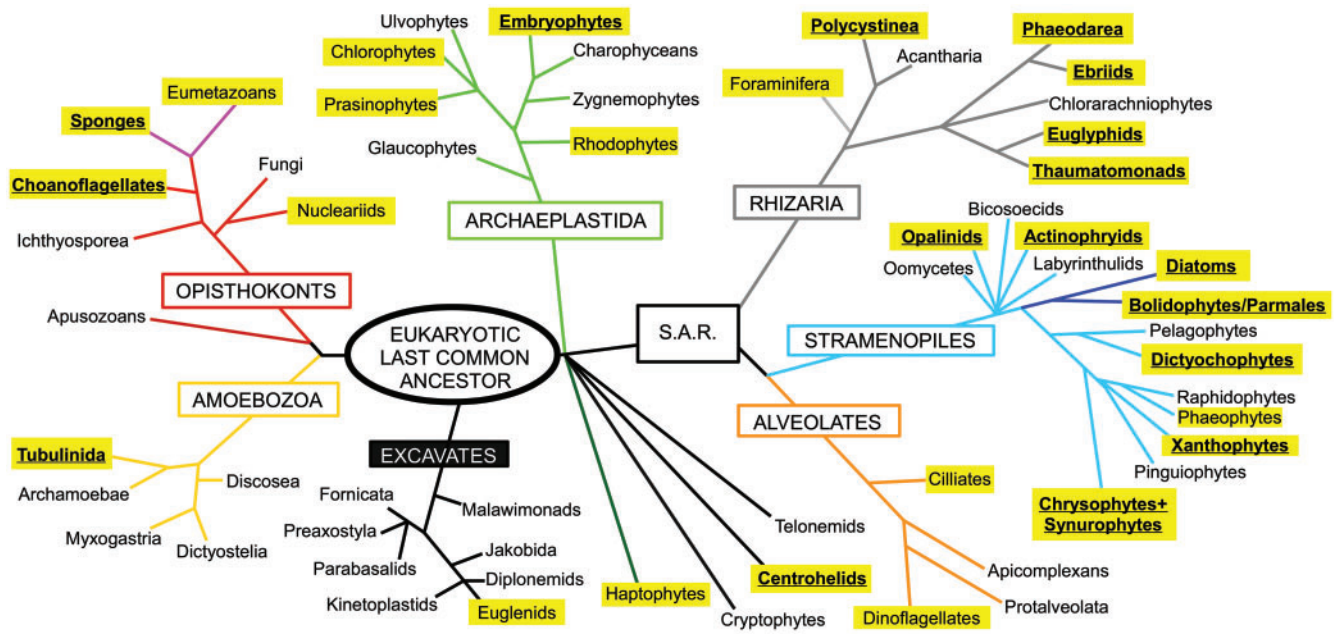 Ulvophytes
Embryophytes
Chlorophytes
Charophyceans
Prasinophytes
Zygnemophytes
Rhodophytes
Glaucophytes
ARCHAEPLASTIDA
Eumetazoans
Sponges
Fungi
Choanoflagellates
Nucleariids
Ichthyosporea
OPISTHOKONTS
Apusozoans
Polycystinea
Acantharia
Foraminifera
Phaeodarea
Ebriids
Chlorarachniophytes
Euglyphids
Thaumatomonads
RHIZARIA
Bicosoecids
Opalinids
Actinophryids
Oomycetes
Labyrinthulids
Diatoms
Bolidophytes/Parmales
Pelagophytes
Dictyochophytes
STRAMENOPILES
Raphidophytes
Phaeophytes
Xanthophytes
Pinguiophytes
Chrysophytes+
Synurophytes
EUKARYOTIC
LAST COMMON
ANCESTOR
S.A.R.
AMOEBOZOA
Tubulinida
Archamoebae
Discosea
Myxogastria
Dictyostelia
EXCAVATES
Fornicata
Malawimonads
Preaxostyla
Parabasalids
Jakobida
Diplonemids
Kinetoplastids
Euglenids
Haptophytes
Cryptophytes
Centrohelids
Telonemids
ALVEOLATES
Cilliates
Apicomplexans
Protalveolata
Dinoflagellates